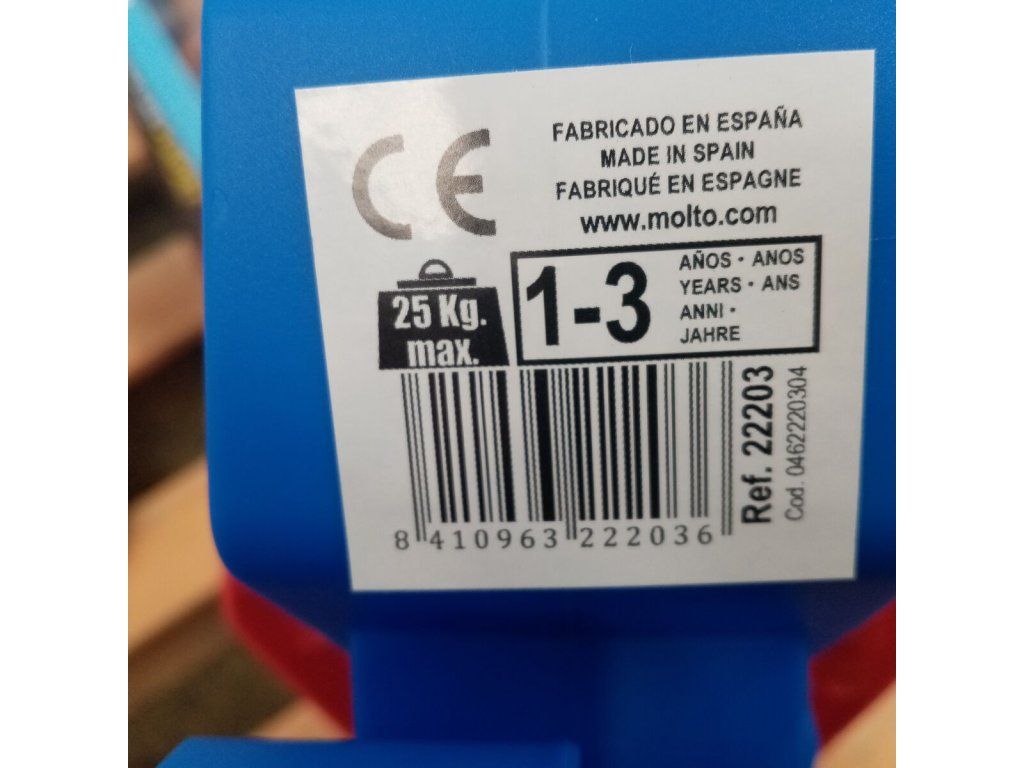 CE
FABRICADO EN ESPAÑA
MADE IN SPAIN
FABRIQUÉ EN ESPAGNE
www.molto.com
25 Kg.
max.
1-3
AÑOS · ANOS
YEARS · ANS
ANNI ·
JAHRE
8 410963 222036
Ref. 22203
Cod. 0462220304